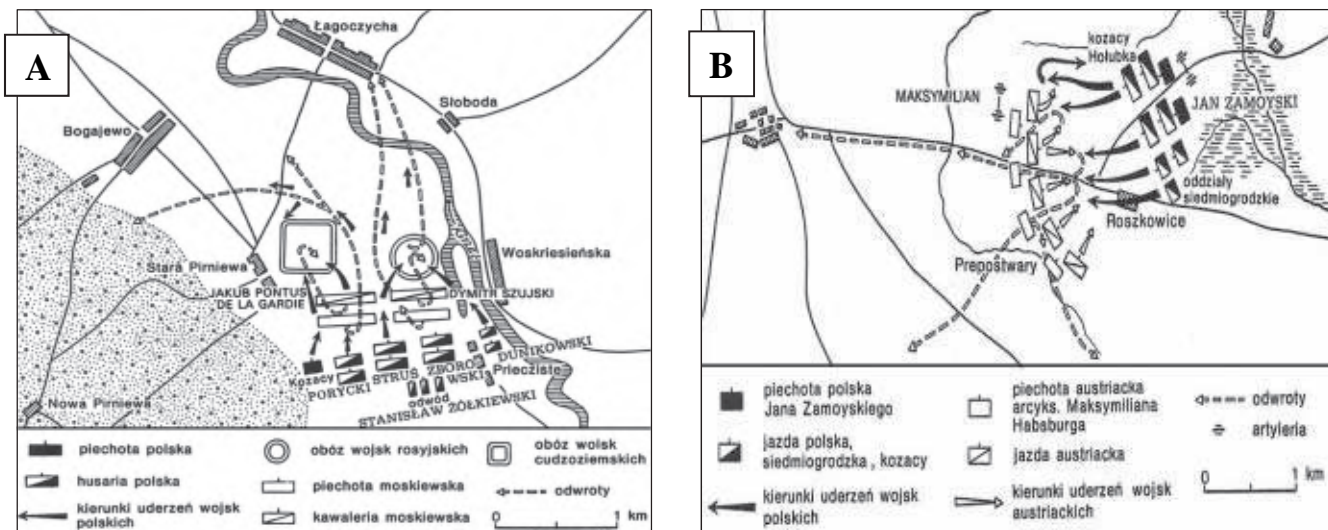 A
Łagoczycha
Słoboda
Bogajewo
Woskriesieńska
Stara Pirniewa
JAKUB PONTUS
DE LA GARDIE
DYMITR SZUJSKI
DUNIKOWSKI
Priecziste
Kozacy
PORYCKI
STRUŚ
ZBOROWSKI
odwód
STANISŁAW ŻÓŁKIEWSKI
Nowa Pirniewa
piechota polska
husaria polska
kierunki uderzeń wojsk
polskich
obóz wojsk rosyjskich
piechota moskiewska
kawaleria moskiewska
obóz wojsk
cudzoziemskich
odwroty
0 1 km
B
kozacy
Hołubka
MAKSYMILIAN
JAN ZAMOYSKI
oddziały
siedmiogrodzkie
Roszkowice
Prepostwary
piechota polska
Jana Zamoyskiego
jazda polska,
siedmiogrodzka , kozacy
kierunki uderzeń wojsk
polskich
piechota austriacka
arcyks. Maksymiliana
Habsburga
jazda austriacka
kierunki uderzeń wojsk
austriackich
odwroty
artyleria
0 1 km